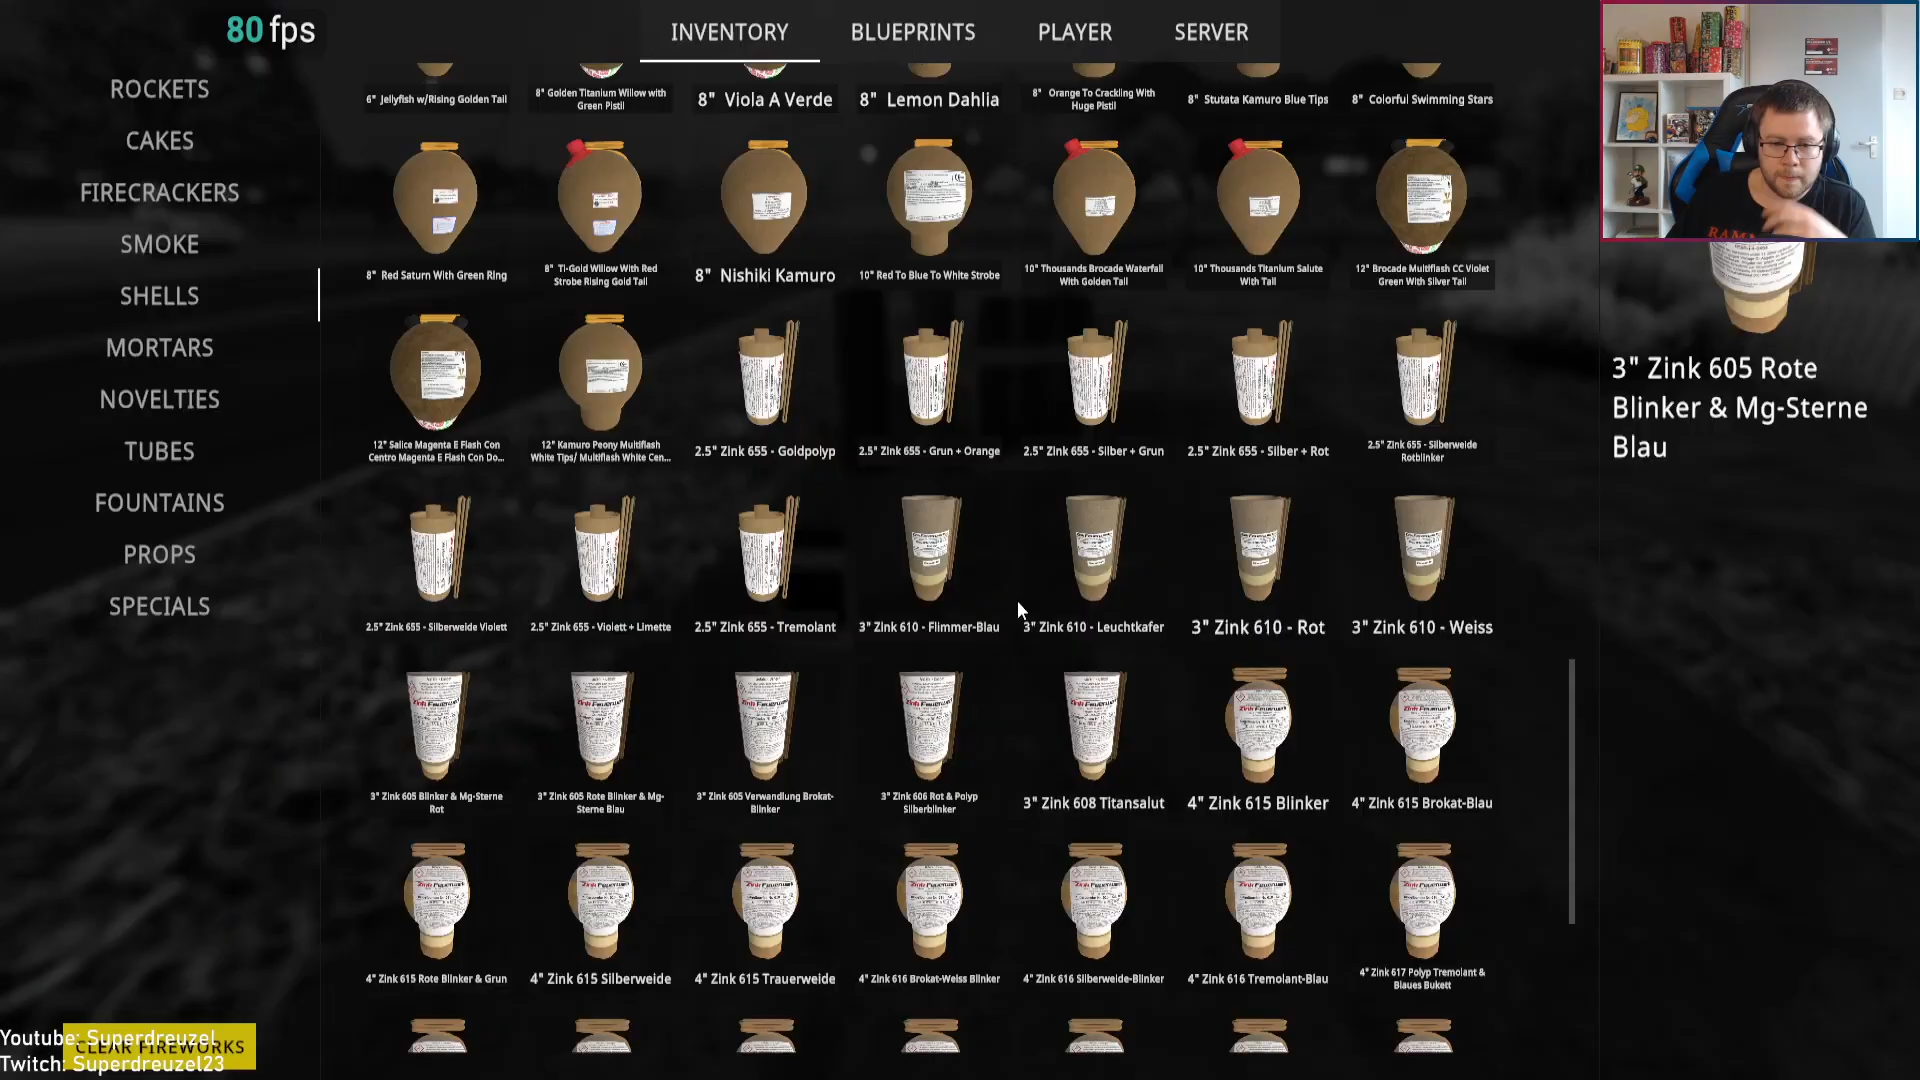 80 fps
INVENTORY
BLUEPRINTS
PLAYER
SERVER
ROCKETS
CAKES
FIRECRACKERS
SMOKE
SHELLS
MORTARS
NOVELTIES
TUBES
FOUNTAINS
PROPS
SPECIALS
6" Jellyfish w/Rising Golden Tail
8" Golden Titanium Willow with
Green Pistil
8" Viola A Verde
8" Lemon Dahlia
8" Orange To Crackling With
Huge Pistil
8" Stutata Kamuro Blue Tips
8" Colorful Swimming Stars
8" Red Saturn With Green Ring
8" Ti-Gold Willow With Red
Strobe Rising Gold Tail
8" Nishiki Kamuro
10" Red To Blue To White Strobe
10" Thousands Brocade Waterfall
With Golden Tail
10" Thousands Titanium Salute
With Tail
12" Brocade Multiflash CC Violet
Green With Silver Tail
12" Salice Magenta E Flash Con
Centro Magenta E Flash Con Do...
12" Kamuro Peony Multiflash
White Tips/ Multiflash White Cen...
2.5" Zink 655 - Goldpolyp
2.5" Zink 655 - Grun + Orange
2.5" Zink 655 - Silber + Grun
2.5" Zink 655 - Silber + Rot
2.5" Zink 655 - Silberweide
Rotblinker
2.5" Zink 655 - Silberweide Violett
2.5" Zink 655 - Violett + Limette
2.5" Zink 655 - Tremolant
3" Zink 610 - Flimmer-Blau
3" Zink 610 - Leuchtkafer
3" Zink 610 - Rot
3" Zink 610 - Weiss
3" Zink 605 Blinker & Mg-Sterne
Rot
3" Zink 605 Rote Blinker & Mg-
Sterne Blau
3" Zink 605 Verwandlung Brokat-
Blinker
3" Zink 606 Rot & Polyp
Silberblinker
3" Zink 608 Titansalut
4" Zink 615 Blinker
4" Zink 615 Brokat-Blau
4" Zink 615 Rote Blinker & Grun
4" Zink 615 Silberweide
4" Zink 615 Trauerweide
4" Zink 616 Brokat-Weiss Blinker
4" Zink 616 Silberweide-Blinker
4" Zink 616 Tremolant-Blau
4" Zink 617 Polyp Tremolant &
Blaues Bukett
3" Zink 605 Rote
Blinker & Mg-Sterne
Blau
Youtube: Superdreuzel
CLEAR FIREWORKS
Twitch: Superdreuzel23